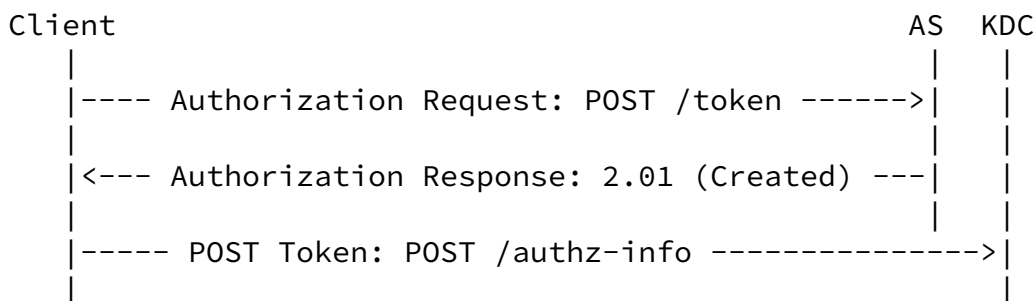 Client AS KDC
| | |
|---- Authorization Request: POST /token ------>| |
| | |
|<--- Authorization Response: 2.01 (Created) ---| |
| | |
|----- POST Token: POST /authz-info --------------->|
| |